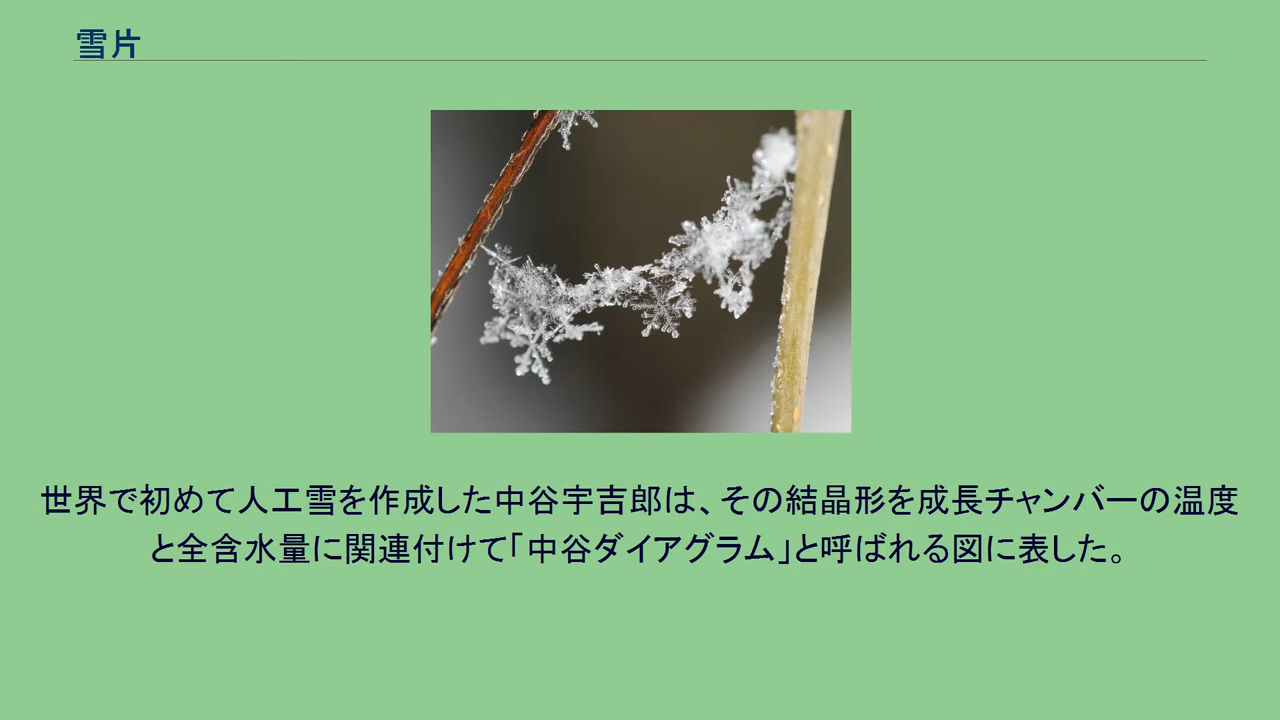 雪片
世界で初めて人工雪を作成した中谷宇吉郎は、その結晶形を成長チャンバーの温度
と全含水量に関連付けて「中谷ダイアグラム」と呼ばれる図に表した。